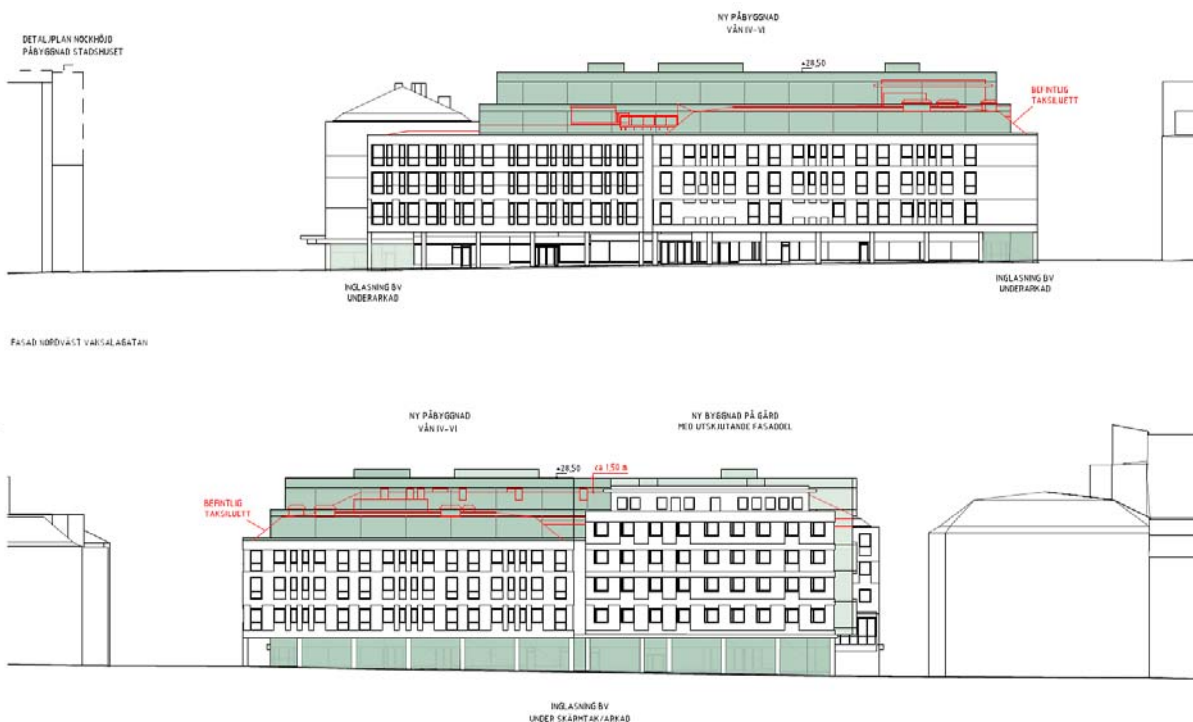 NY PÅBYGGNAD
VÅN IV-VI
DETALJPLAN NOCKHÖJD
PÅBYGGNAD STADSHUSET
+28,50
BEFINTLIG
TAKSILUETT
INGLASNING BV
UNDERARKAD
INGLASNING BV
UNDERARKAD
FASAD NORDVÄST VAKSALAGATAN
NY PÅBYGGNAD
VÅN IV-VI
NY BYGGNAD PÅ GÅRD
MED UTSKJUTANDE FASADDEL
+28,50
ca 1,50 m
BEFINTLIG
TAKSILUETT
INGLASNING BV
UNDER SKÄRMTAK/ARKAD